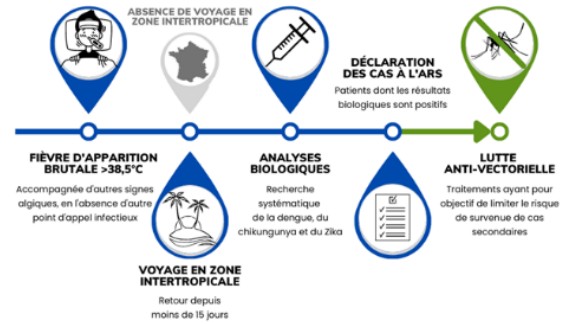 ABSENCE DE VOYAGE EN
ZONE INTERTROPICALE
DÉCLARATION
DES CAS À L'ARS
Patients dont les résultats
biologiques sont positifs
FIÈVRE D'APPARITION
BRUTALE >38,5°C
Accompagnée d'autres signes
algiques, en l'absence d'autre
point d'appel infectieux
ANALYSES
BIOLOGIQUES
Recherche
systématique
de la dengue, du
chikungunya et du Zika
LUTTE
ANTI-VECTORIELLE
Traitements ayant pour
objectif de limiter le risque
de survenue de cas
secondaires
VOYAGE EN ZONE
INTERTROPICALE
Retour depuis
moins de 15 jours